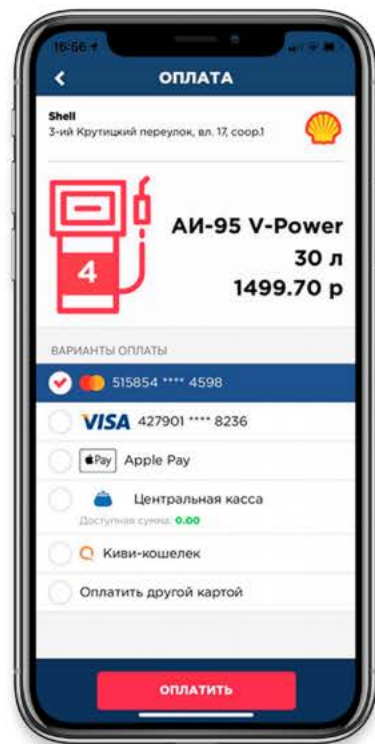 16:56
ОПЛАТА
Shell
3-ий Крутицкий переулок, вл. 17, соор.1
4
АИ-95 V-Power
30 л
1499.70 р
ВАРИАНТЫ ОПЛАТЫ
515854 **** 4598
VISA 427901 **** 8236
Pay Apple Pay
Центральная касса
Доступная сумма: 0.00
Киви-кошелек
Оплатить другой картой
ОПЛАТИТЬ